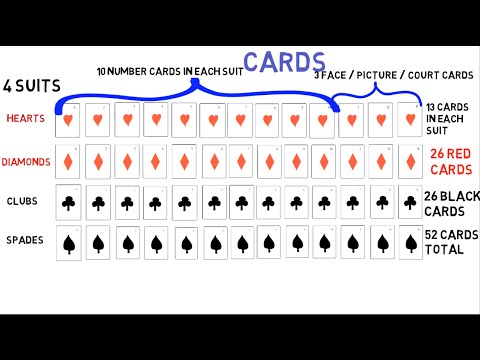 CARDS
10 NUMBER CARDS IN EACH SUIT
3 FACE / PICTURE / COURT CARDS
4 SUITS
HEARTS
13 CARDS
IN EACH
SUIT
DIAMONDS
26 RED
CARDS
CLUBS
26 BLACK
CARDS
SPADES
52 CARDS
TOTAL